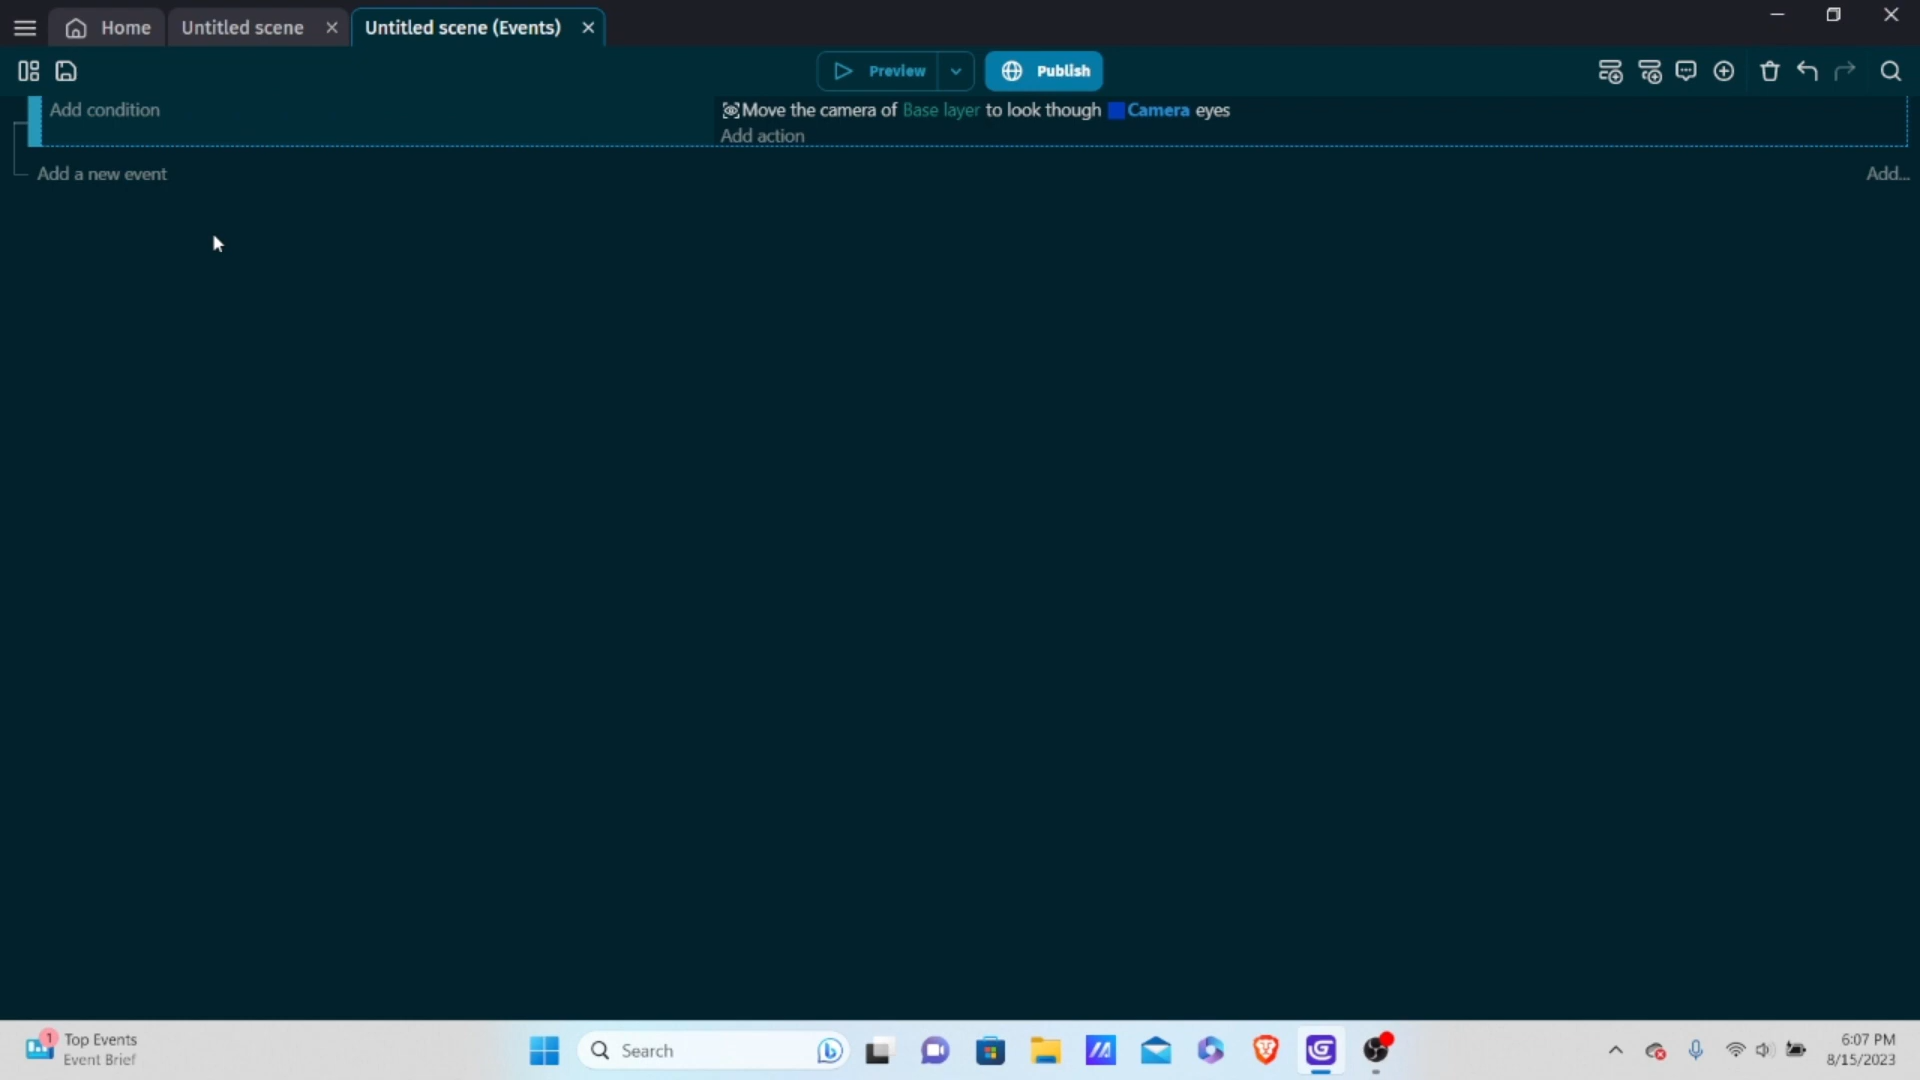 Home
Untitled scene
Untitled scene (Events)
Preview
Publish
Add condition
Move the camera of Base layer to look though Camera eyes
Add action
Add a new event
Add...
1
Top Events
Event Brief
Search
6:07 PM
8/15/2023